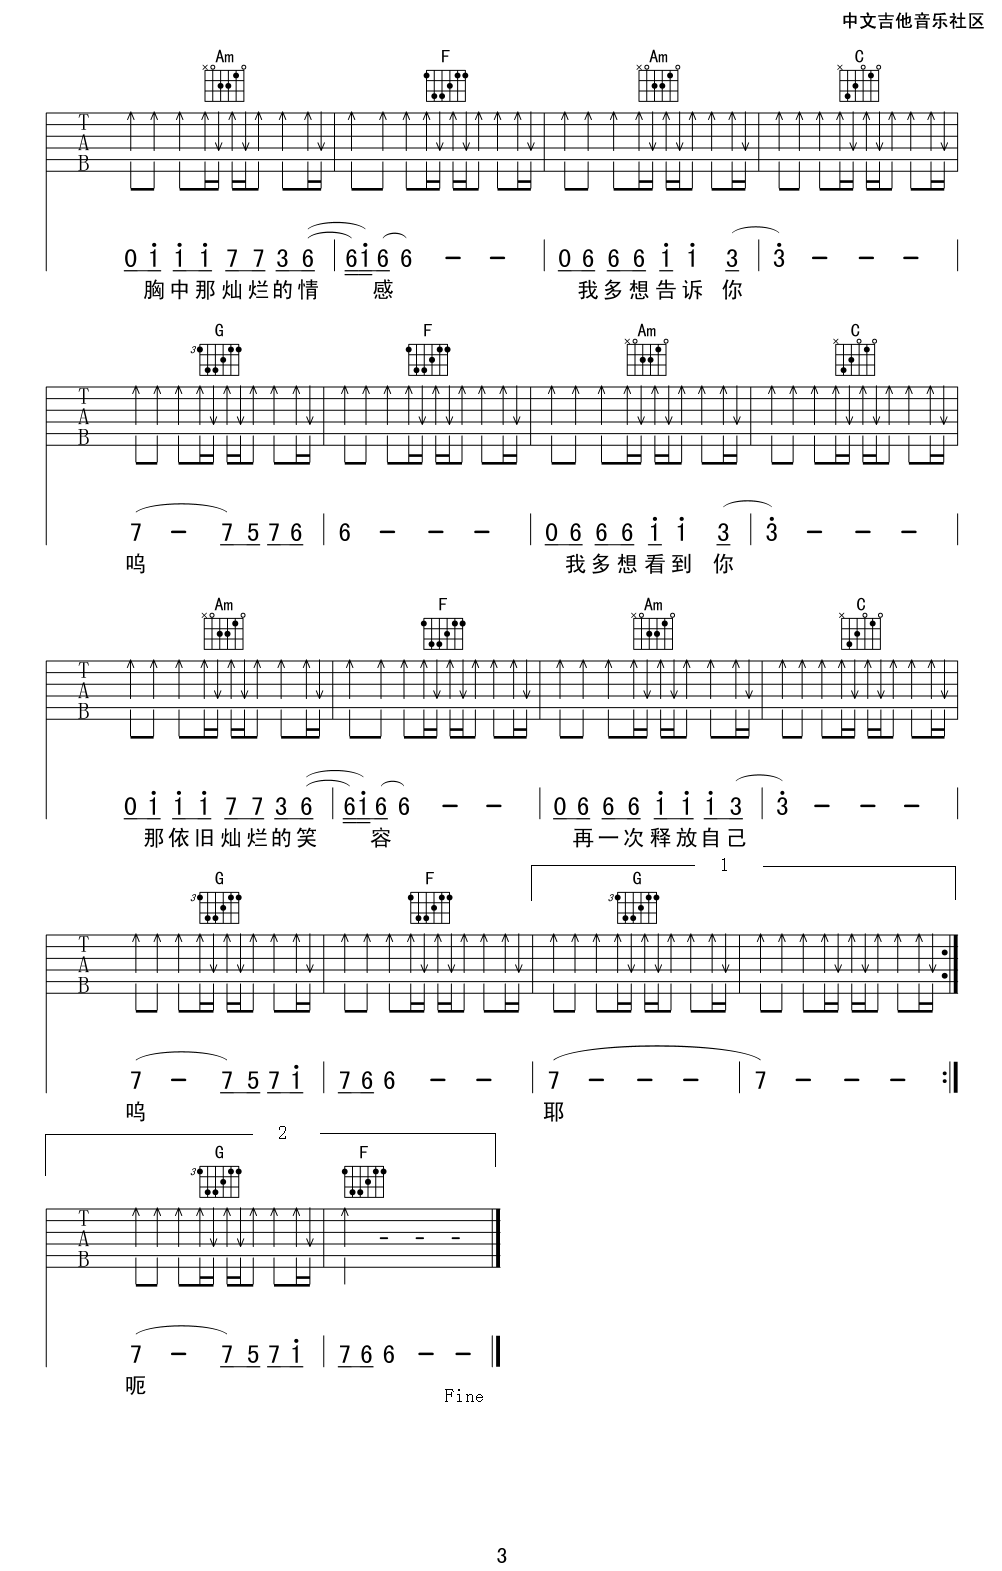 中文吉他音乐社区
Am F Am C
T
A
B
0 1 1 1 7 7 3 6 6 1 6 6 - - 0 6 6 6 1 1 3 3 - - -
胸中那灿烂的情 感 我多想告诉 你
G F Am C
3
T
A
B
7 - 7 5 7 6 6 - - - 0 6 6 6 1 1 3 3 - - -
呜 我多想看到 你
Am F Am C
T
A
B
0 1 1 1 7 7 3 6 6 1 6 6 - - 0 6 6 6 1 1 1 3 3 - - -
那依旧灿烂的笑 容 再一次释放自己
1
G F G
3 3
T
A
B
7 - 7 5 7 1 7 6 6 - - 7 - - - 7 - - -
呜 耶
2
G F
3
T
A
B
- - -
7 - 7 5 7 1 7 6 6 - -
呃
Fine
3